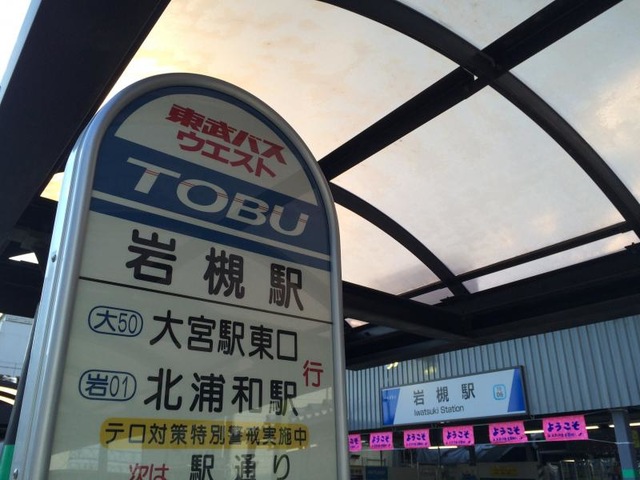 東武バス
ウエスト
TOBU
岩槻駅
大50 大宮駅東口
行
岩01 北浦和駅
テロ対策特別警戒実施中
次は 駅通り
岩槻駅
Iwatsuki Station
06
ようこそ
ようこそ
ようこそ
ようこそ
ようこそ
ようこそ